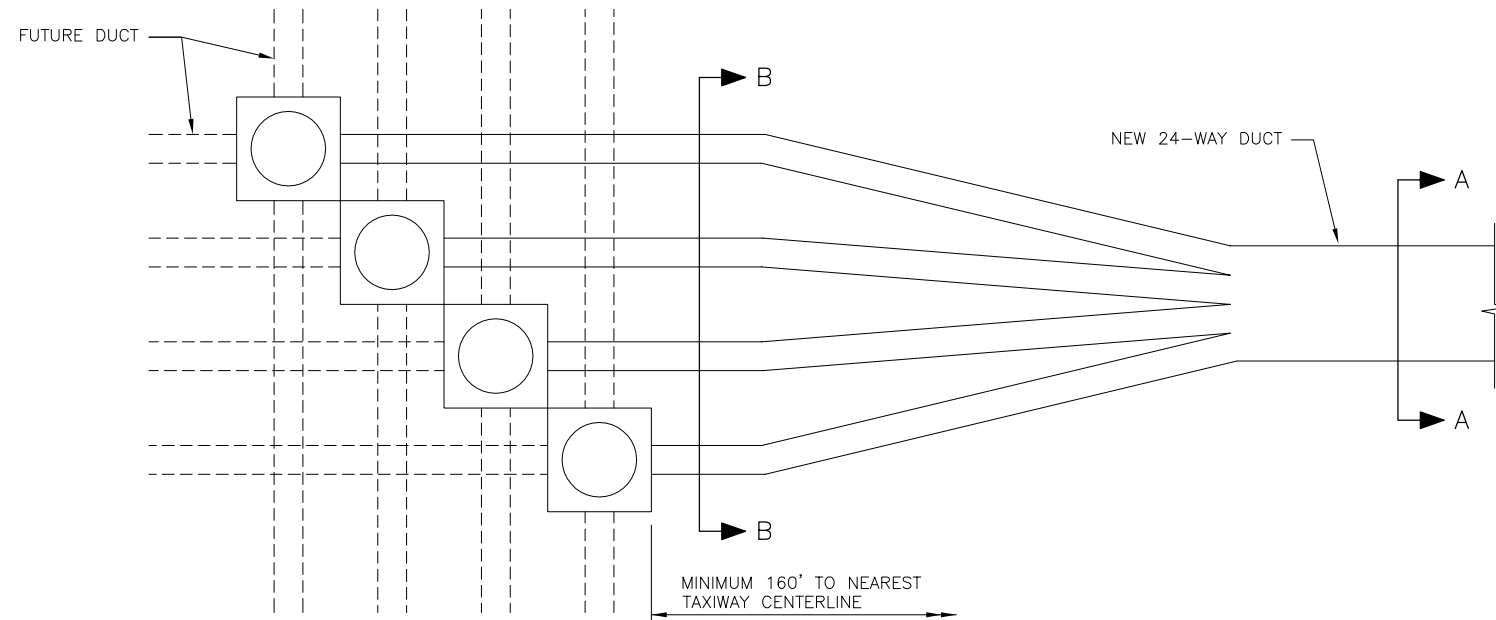 FUTURE DUCT
B
NEW 24-WAY DUCT
A
A
B
MINIMUM 160' TO NEAREST
TAXIWAY CENTERLINE